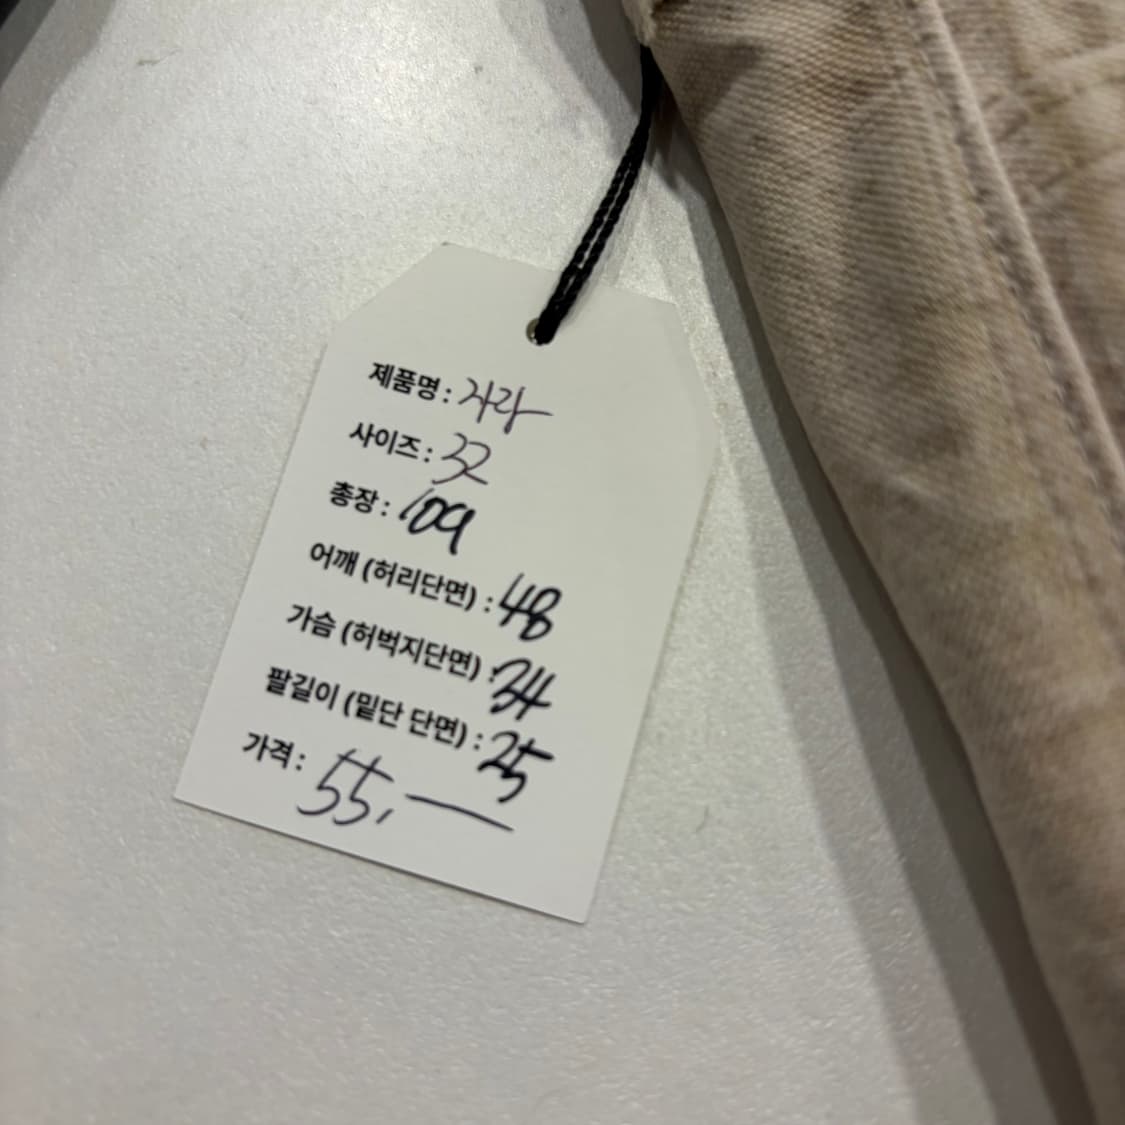 제품명 : 자라
사이즈 : 32
총장 : 109
어깨 (허리단면) : 48
가슴 (허벅지단면) : 34
팔길이 (밑단 단면) : 25
가격 : 55,—